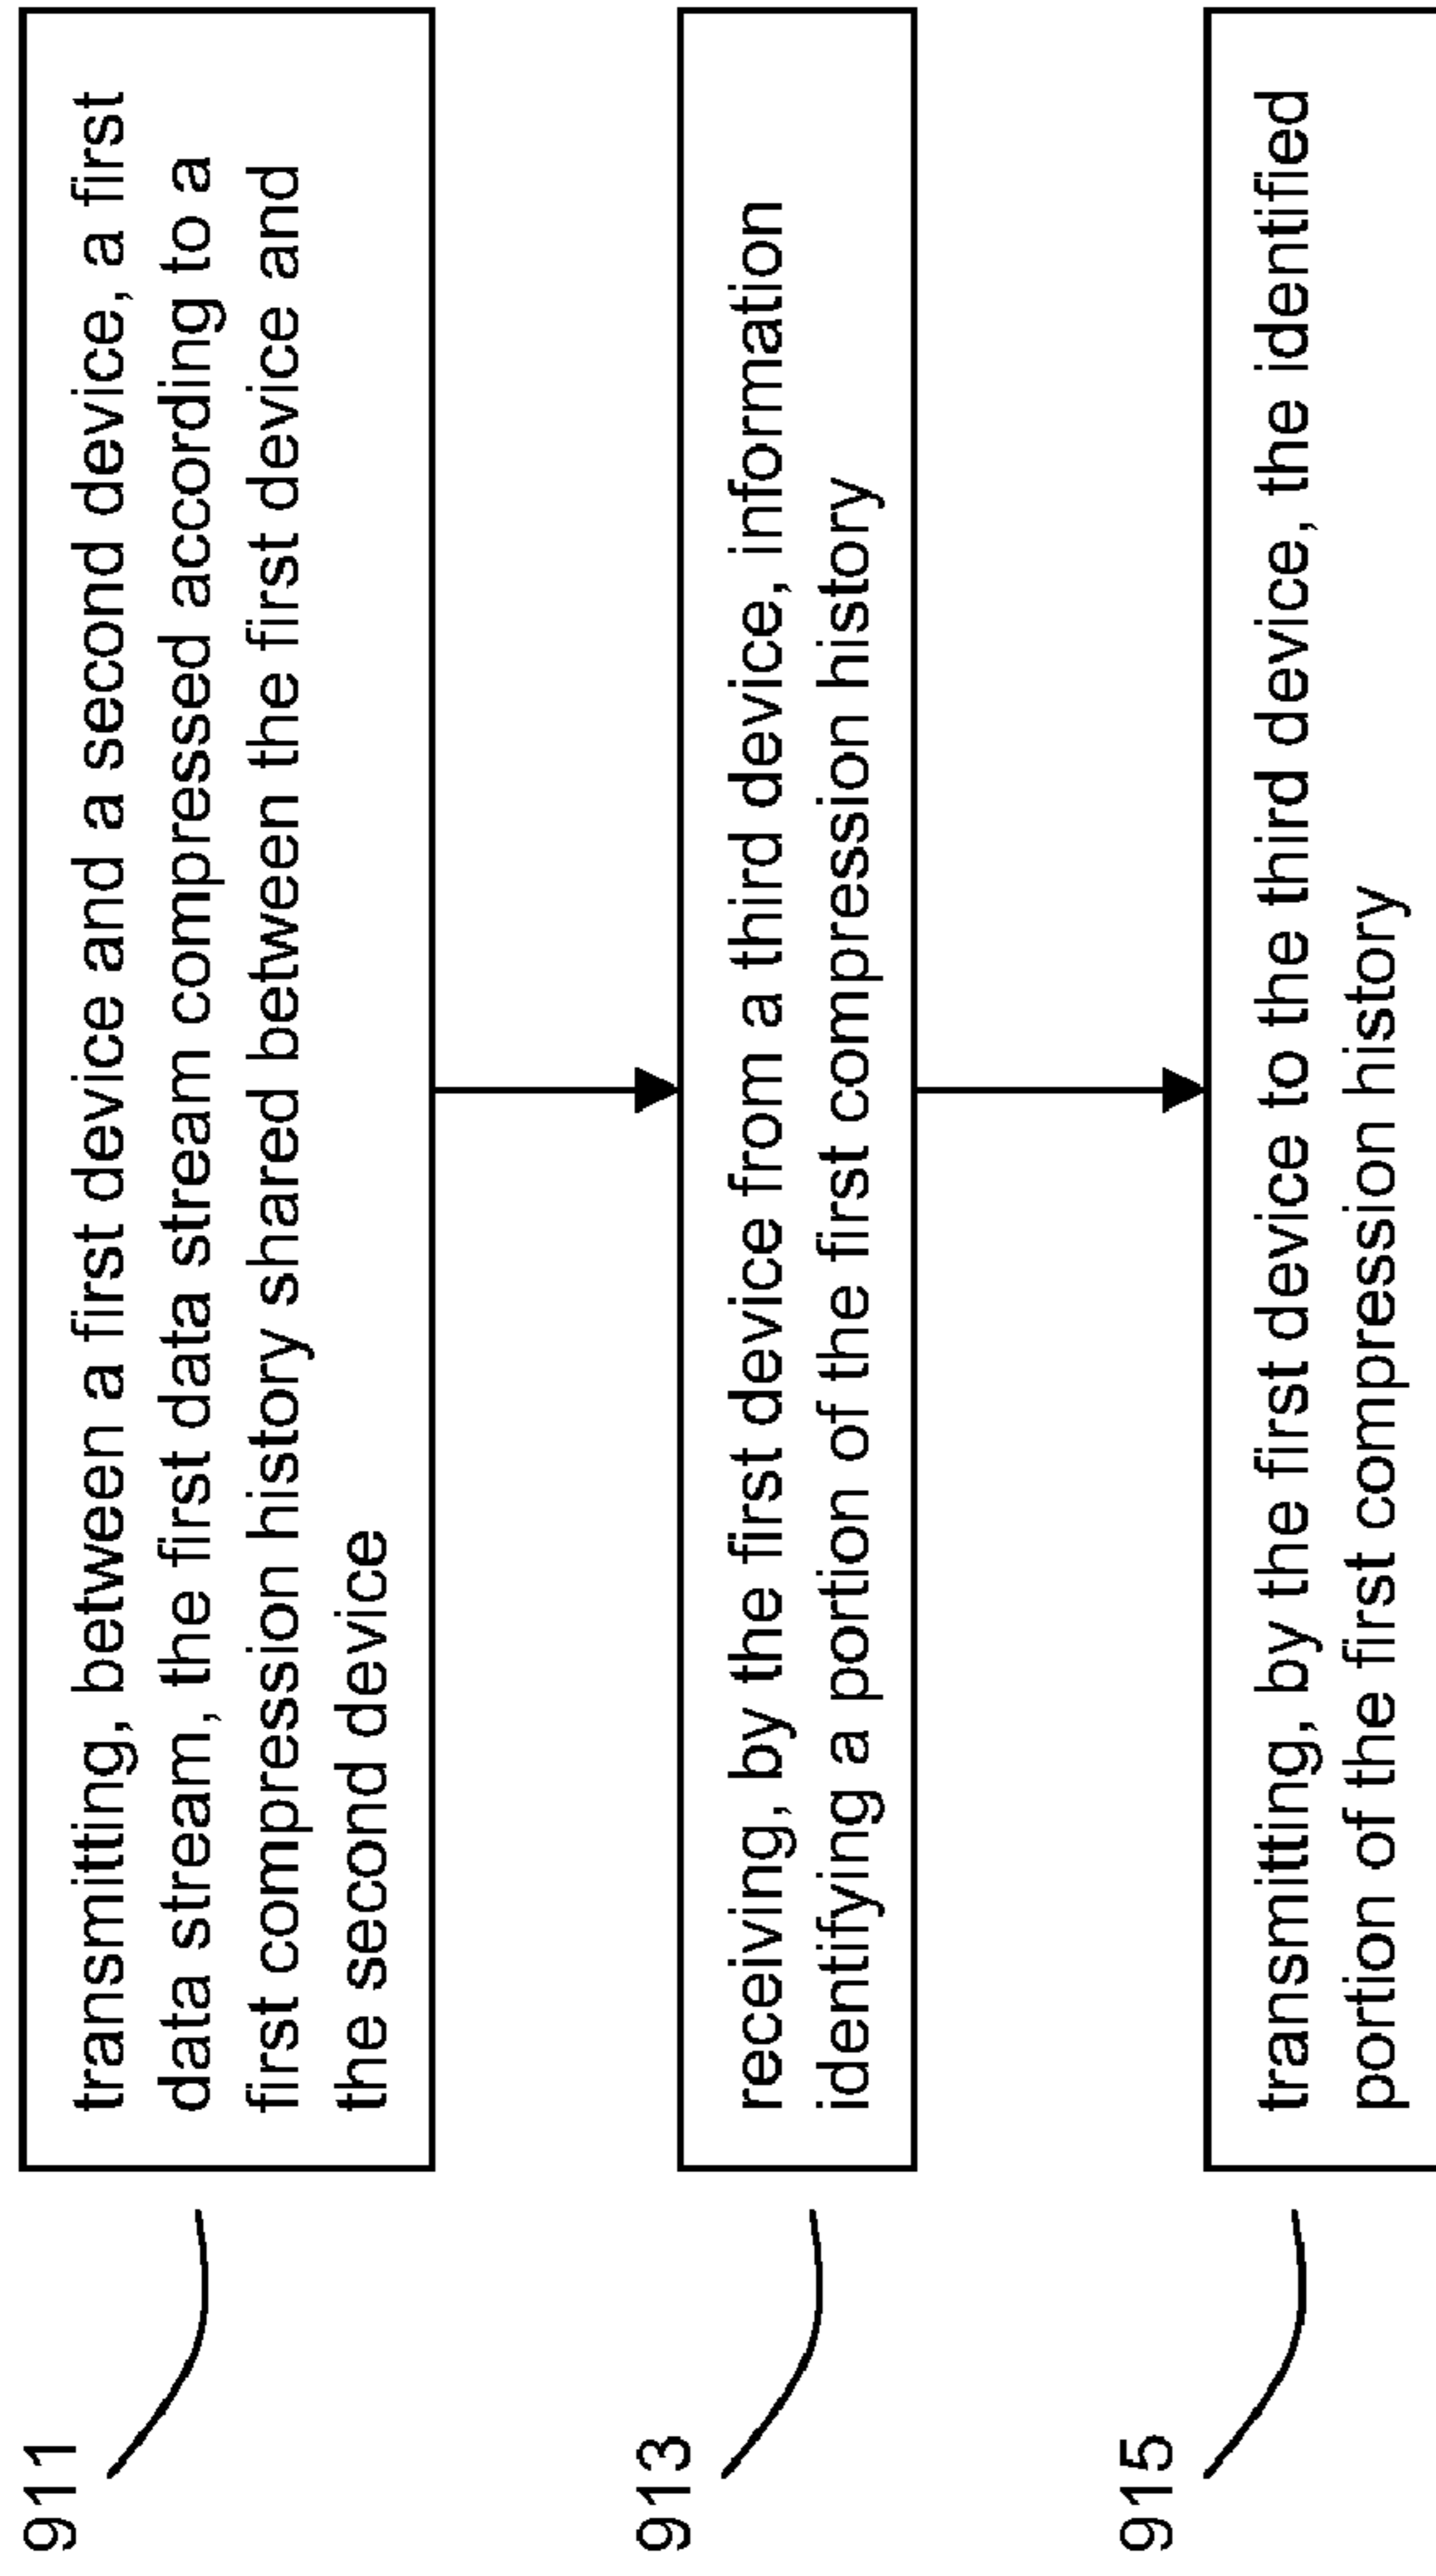 911
transmitting, between a first device and a second device, a first
data stream, the first data stream compressed according to a
first compression history shared between the first device and
the second device
913
receiving, by the first device from a third device, information
identifying a portion of the first compression history
915
transmitting, by the first device to the third device, the identified
portion of the first compression history